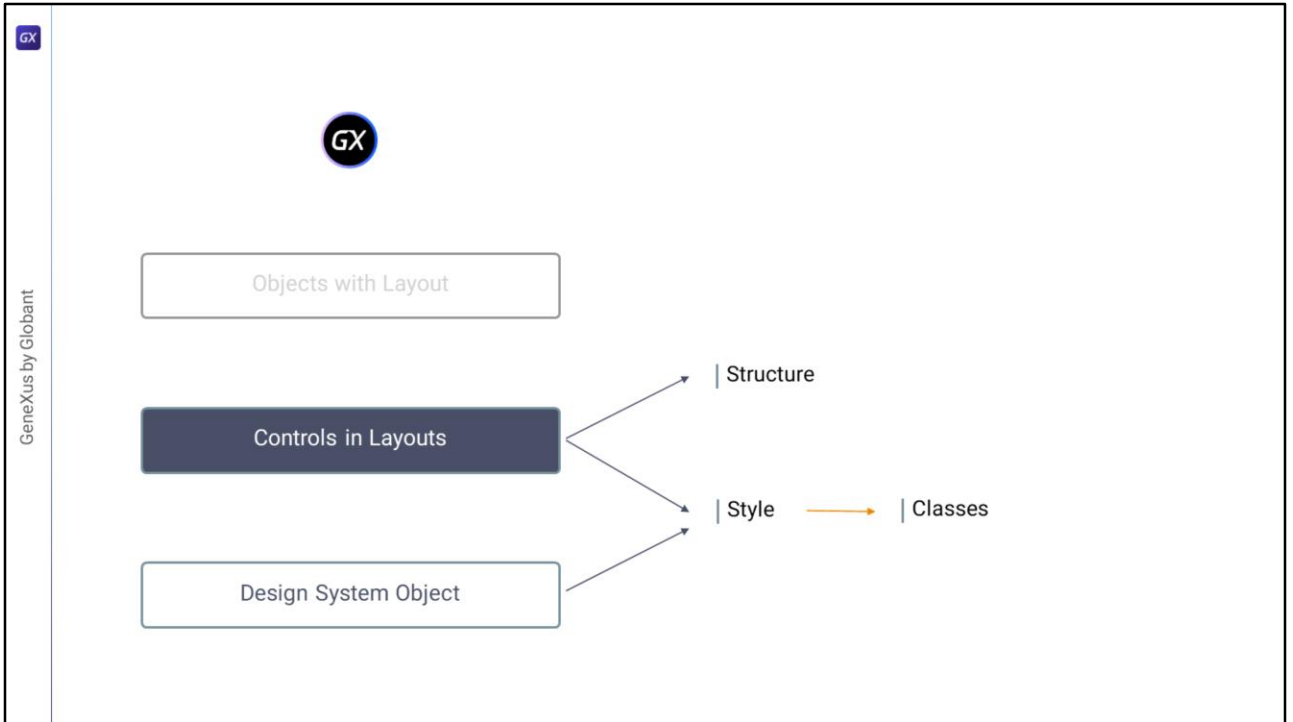 GX
GeneXus by Globant
GX
Objects with Layout
Controls in Layouts
Design System Object
Structure
Style
Classes